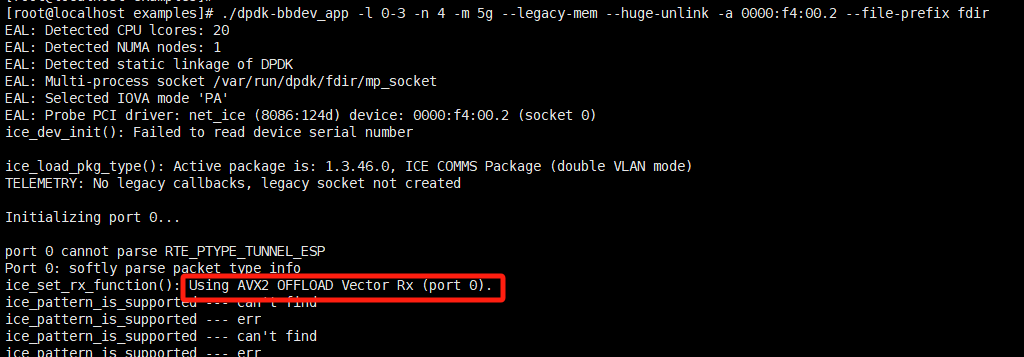 [root@localhost examples]# ./dpdk-bbdev_app -l 0-3 -n 4 -m 5g --legacy-mem --huge-unlink -a 0000:f4:00.2 --file-prefix fdir
EAL: Detected CPU lcores: 20
EAL: Detected NUMA nodes: 1
EAL: Detected static linkage of DPDK
EAL: Multi-process socket /var/run/dpdk/fdir/mp_socket
EAL: Selected IOVA mode 'PA'
EAL: Probe PCI driver: net_ice (8086:124d) device: 0000:f4:00.2 (socket 0)
ice_dev_init(): Failed to read device serial number
ice_load_pkg_type(): Active package is: 1.3.46.0, ICE COMMS Package (double VLAN mode)
TELEMETRY: No legacy callbacks, legacy socket not created
Initializing port 0...
port 0 cannot parse RTE_PTYPE_TUNNEL_ESP
Port 0: softly parse packet type info
ice_set_rx_function(): Using AVX2 OFFLOAD Vector Rx (port 0).
ice_pattern_is_supported --- can't find
ice_pattern_is_supported --- err
ice_pattern_is_supported --- can't find
ice_pattern_is_supported --- err